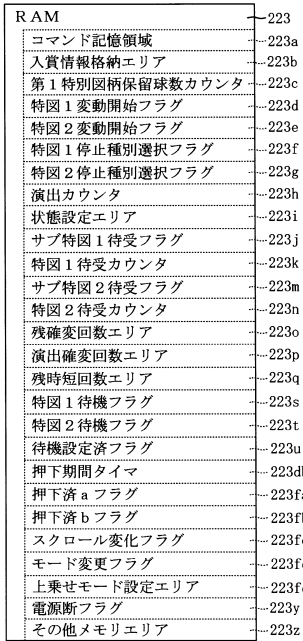 RAM 223
コマンド記憶領域 223a
入賞情報格納エリア 223b
第1特別図柄保留球数カウンタ 223c
特図1変動開始フラグ 223d
特図2変動開始フラグ 223e
特図1停止種別選択フラグ 223f
特図2停止種別選択フラグ 223g
演出カウンタ 223h
状態設定エリア 223i
サブ特図1待受フラグ 223j
特図1待受カウンタ 223k
サブ特図2待受フラグ 223m
特図2待受カウンタ 223n
残確変回数エリア 223o
演出確変回数エリア 223p
残時短回数エリア 223q
特図1待機フラグ 223s
特図2待機フラグ 223t
待機設定済フラグ 223u
押下期間タイマ 223db
押下済aフラグ 223fa
押下済bフラグ 223fb
スクロール変化フラグ
モード変更フラグ
上乗せモード設定エリア
電源断フラグ 223y
その他メモリエリア 223z